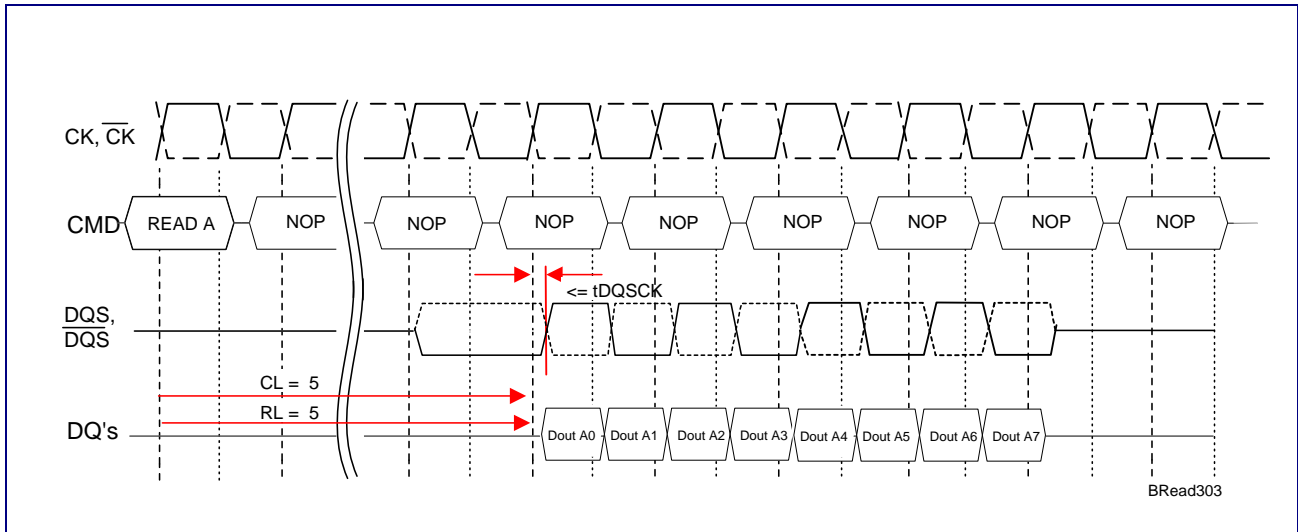 CK, CK
CMD
READ A
NOP
NOP
NOP
NOP
NOP
NOP
NOP
NOP
<= tDQSCK
DQS,
DQS
CL = 5
RL = 5
DQ's
Dout A0
Dout A1
Dout A2
Dout A3
Dout A4
Dout A5
Dout A6
Dout A7
BRead303